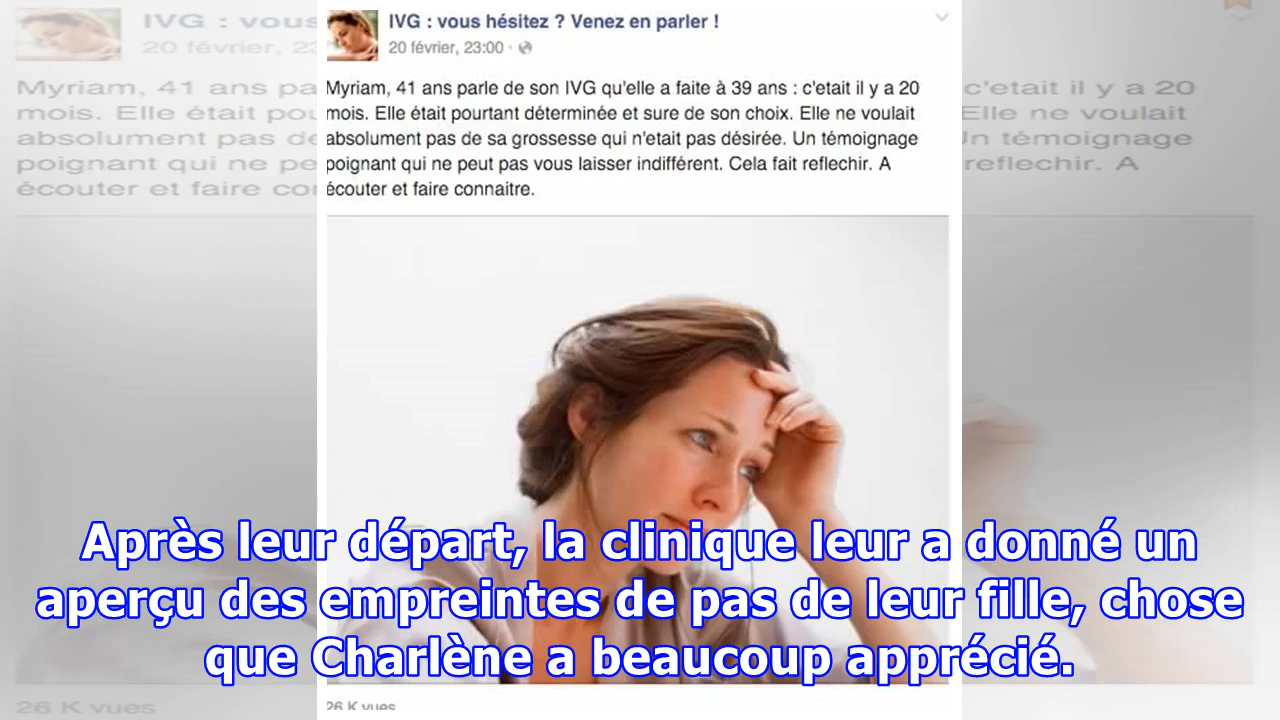 IVG : vous hésitez ? Venez en parler !
20 février, 23:00
Myriam, 41 ans parle de son IVG qu'elle a faite à 39 ans : c'etait il y a 20
mois. Elle était pourtant déterminée et sure de son choix. Elle ne voulait
absolument pas de sa grossesse qui n'etait pas désirée. Un témoignage
poignant qui ne peut pas vous laisser indifférent. Cela fait reflechir. A
écouter et faire connaitre.
Après leur départ, la clinique leur a donné un
aperçu des empreintes de pas de leur fille, chose
que Charlène a beaucoup apprécié.
26 K vues